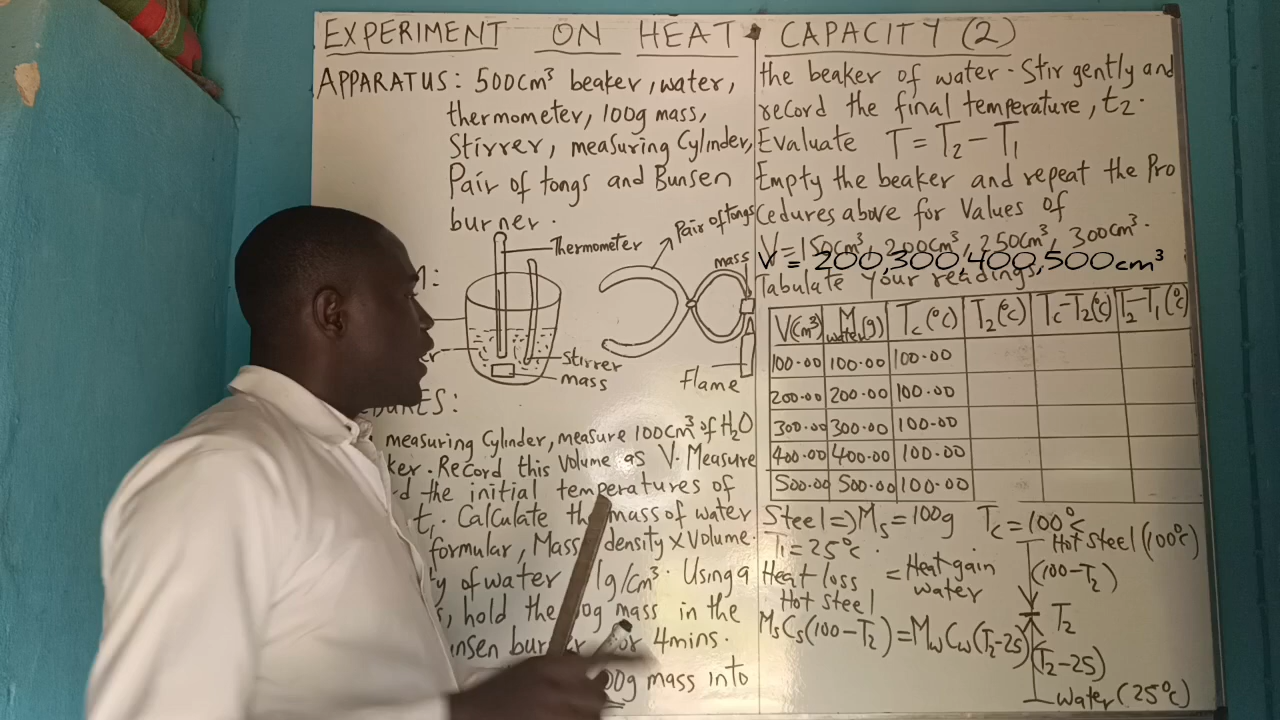 EXPERIMENT ON HEAT CAPACITY (2)
APPARATUS: 500cm³ beaker, water,
thermometer, 100g mass,
Stirrer, measuring Cylinder,
Pair of tongs and Bunsen
burner.
M:
Thermometer
Pair of tongs
mass
Stirrer
mass
Flame
DURES:
measuring Cylinder, measure 100cm³ of H₂O
ker. Record this Volume as V. Measure
d the initial temperatures of
t₁. Calculate the mass of water
formular, Mass density x Volume.
y of water 1g/cm³. Using a
s, hold the 100g mass in the
nsen burner for 4mins.
100g mass into
the beaker of water. Stir gently and
record the final temperature, t₂.
Evaluate T = T₂ - T₁
Empty the beaker and repeat the Pro
cedures above for Values of
V = 150cm³, 200cm³, 250cm³, 300cm³.
V = 200,300,400,500cm³
Tabulate your readings
V(cm³) Mwater(g) Tc(°c) T₂(°c) Tc-T₂(°c) T₂-T₁(°c)
100.00 100.00 100.00
200.00 200.00 100.00
300.00 300.00 100.00
400.00 400.00 100.00
500.00 500.00 100.00
Steel => Ms = 100g Tc = 100°c
T₁ = 25°c.
Heat loss = Heat gain
Hot Steel water
MsCs(100-T₂) = MwCw(T₂-25)
Hot Steel (100°c)
(100-T₂)
T₂
(T₂-25)
Water (25°c)